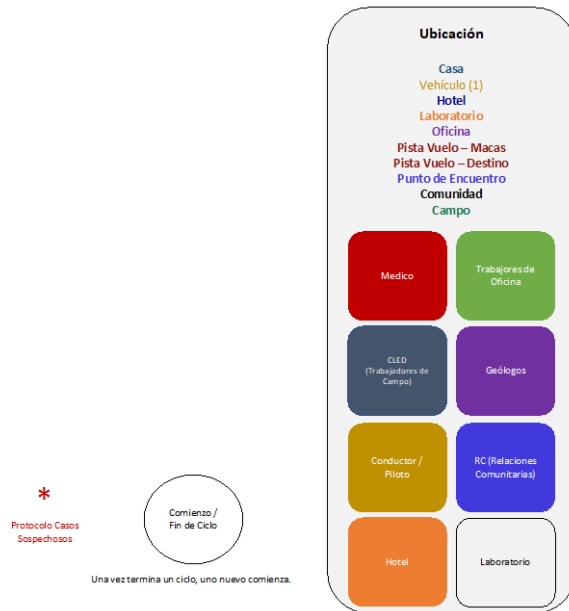 Ubicación
Casa
Vehículo (1)
Hotel
Laboratorio
Oficina
Pista Vuelo – Macas
Pista Vuelo – Destino
Punto de Encuentro
Comunidad
Campo
Medico
Trabajores de
Oficina
CLED
(Trabajadores de
Campo)
Geólogos
Conductor /
Piloto
RC (Relaciones
Comunitarias)
Hotel
Laboratorio
*
Protocolo Casos
Sospechosos
Comienzo /
Fin de Ciclo
Una vez termina un ciclo, uno nuevo comienza.